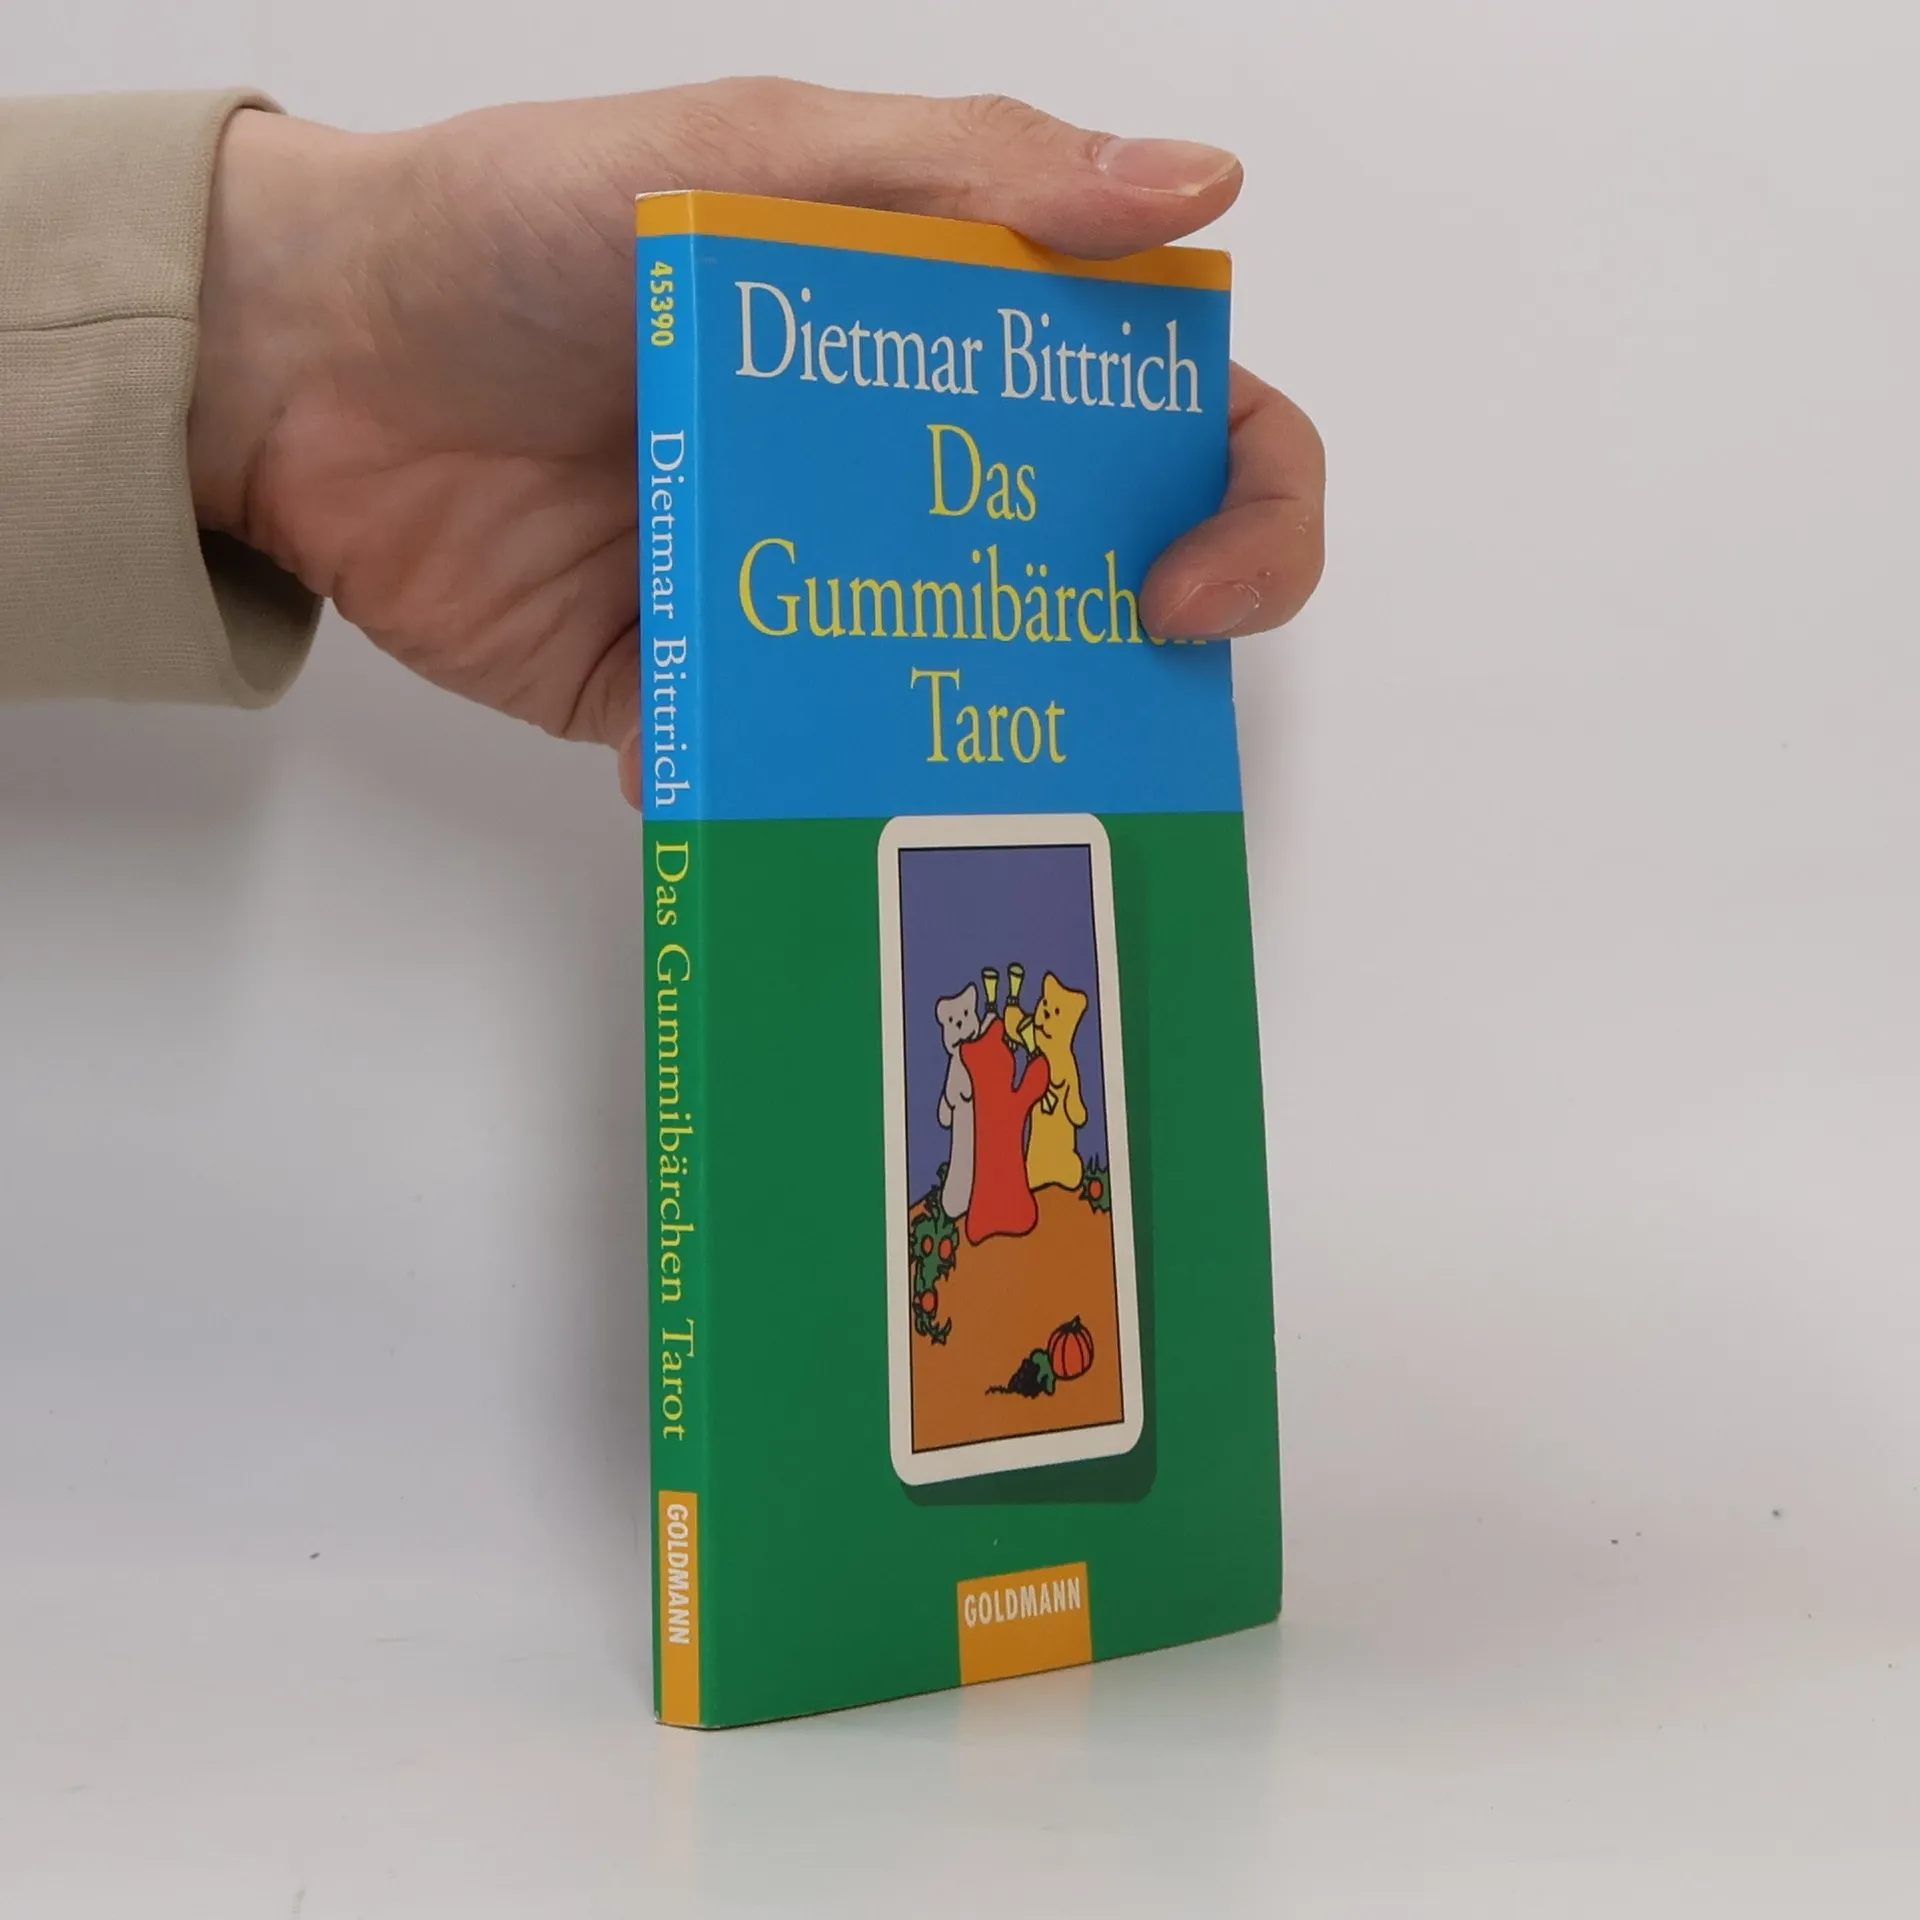 45390
Dietmar Bittrich Das Gummibärchen Tarot
GOLDMANN
Dietmar Bittrich
Das
Gummibärchen
Tarot
GOLDMANN